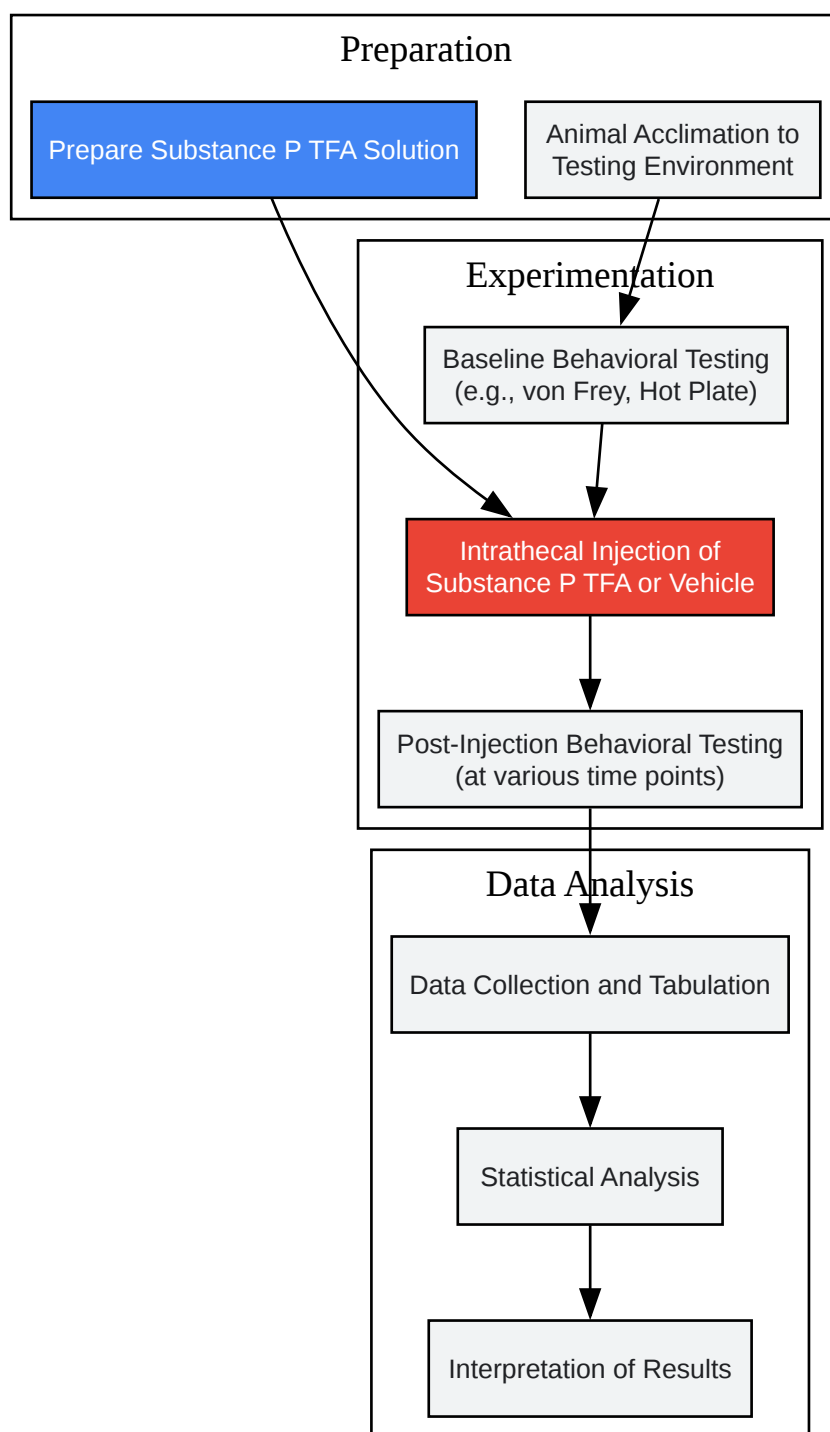 Preparation
Prepare Substance P TFA Solution
Animal Acclimation to
Testing Environment
Experimentation
Baseline Behavioral Testing
(e.g., von Frey, Hot Plate)
Intrathecal Injection of
Substance P TFA or Vehicle
Post-Injection Behavioral Testing
(at various time points)
Data Analysis
Data Collection and Tabulation
Statistical Analysis
Interpretation of Results